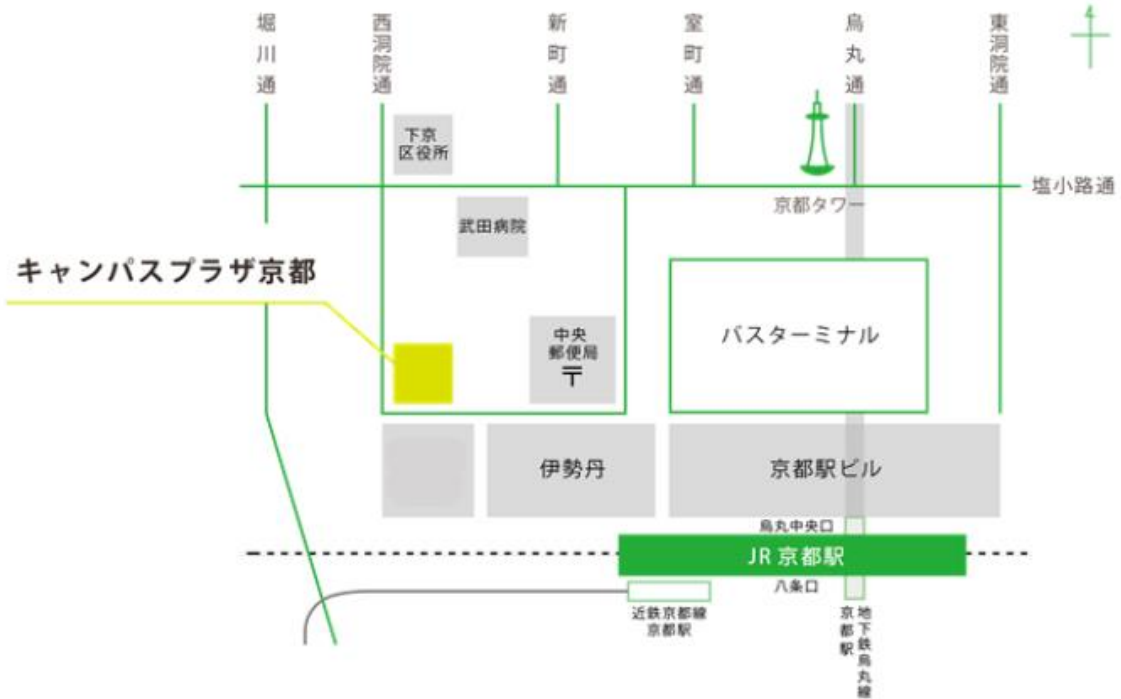 堀川通
西洞院通
新町通
室町通
烏丸通
東洞院通
4
下京
区役所
塩小路通
京都タワー
武田病院
キャンパスプラザ京都
中央
郵便局
〒
バスターミナル
伊勢丹
京都駅ビル
烏丸中央口
JR 京都駅
八条口
近鉄京都線
京都駅
地下鉄烏丸線
京都駅